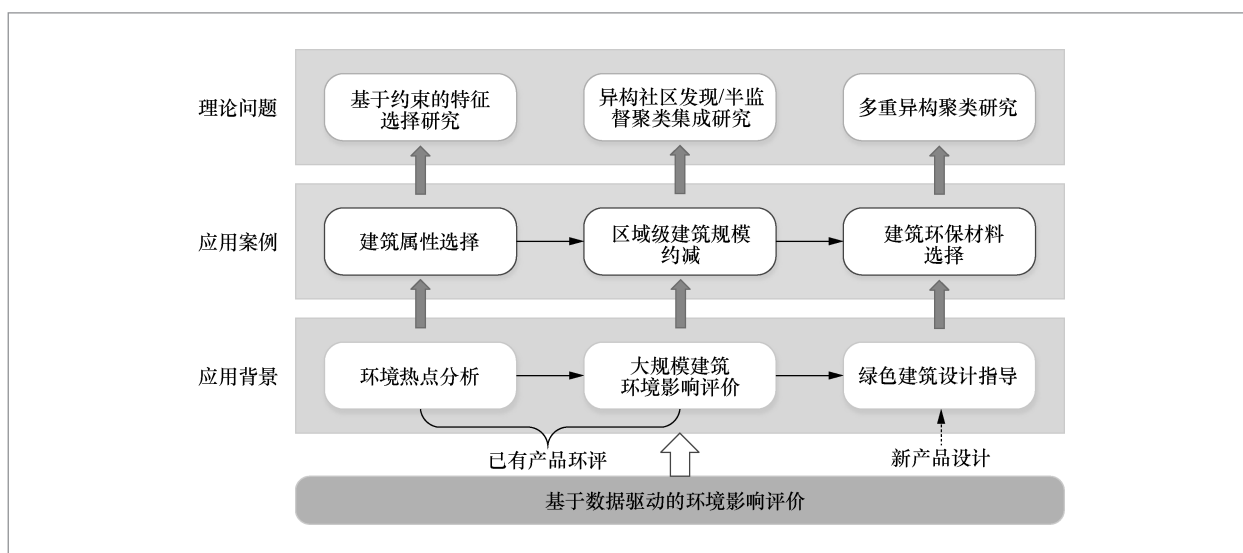 理论问题
基于约束的特征
选择研究
异构社区发现/半监
督聚类集成研究
多重异构聚类研究
应用案例
建筑属性选择
区域级建筑规模
约减
建筑环保材料
选择
应用背景
环境热点分析
大规模建筑
环境影响评价
绿色建筑设计指导
已有产品环评
新产品设计
基于数据驱动的环境影响评价